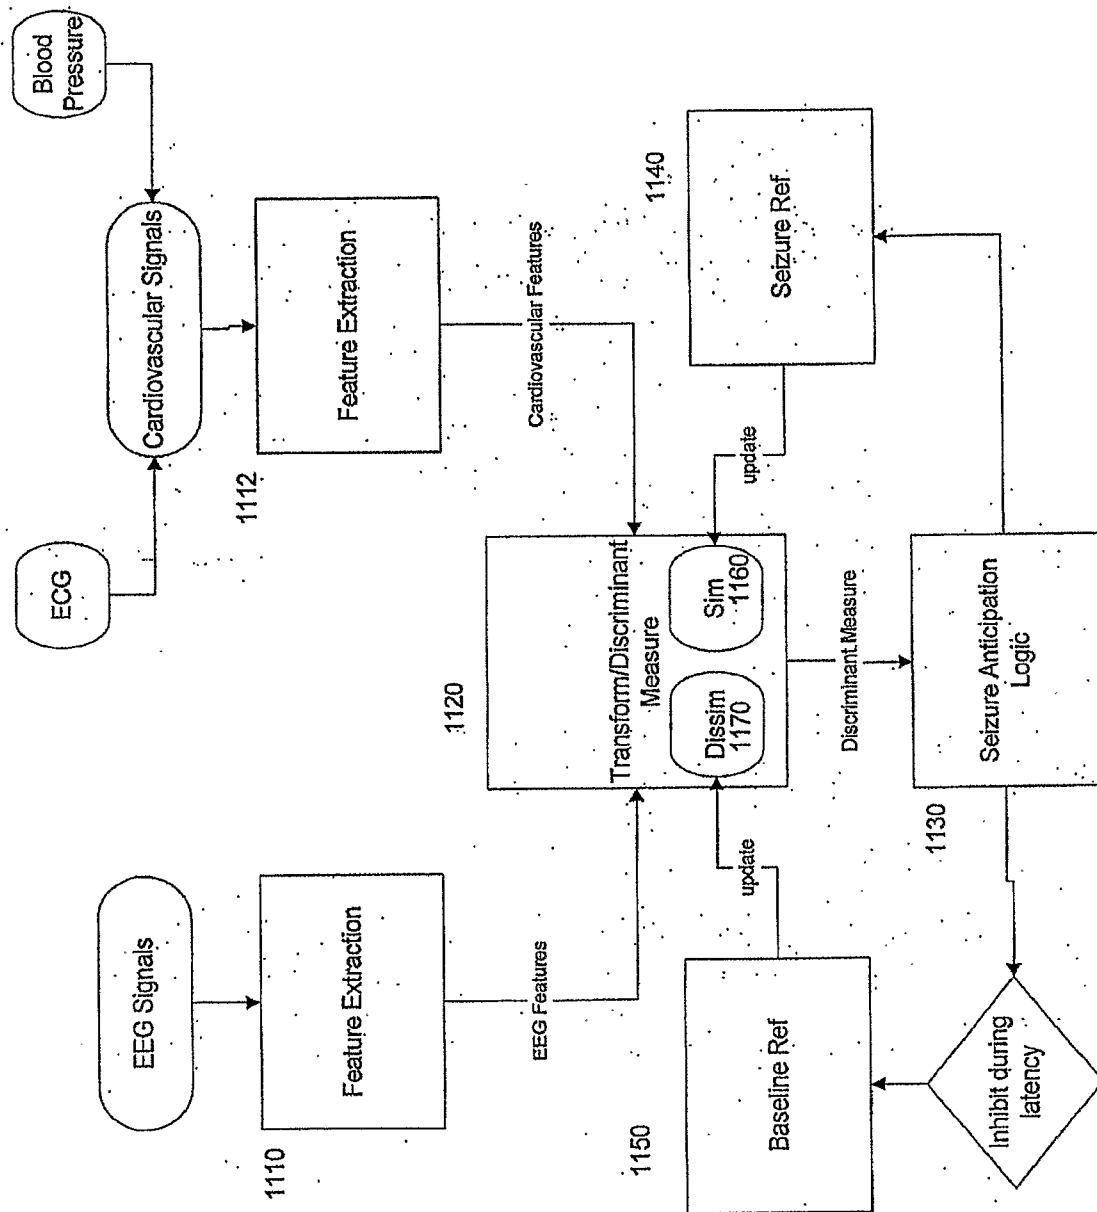 Blood
Pressure
ECG
Cardiovascular Signals
EEG Signals
1112
Feature Extraction
1110
Feature Extraction
Cardiovascular Features
EEG Features
1120
Transform/Discriminant
Measure
Dissim
1170
Sim
1160
1140
Seizure Ref.
update
1150
Baseline Ref
update
Discriminant Measure
1130
Seizure Anticipation
Logic
Inhibit during
latency